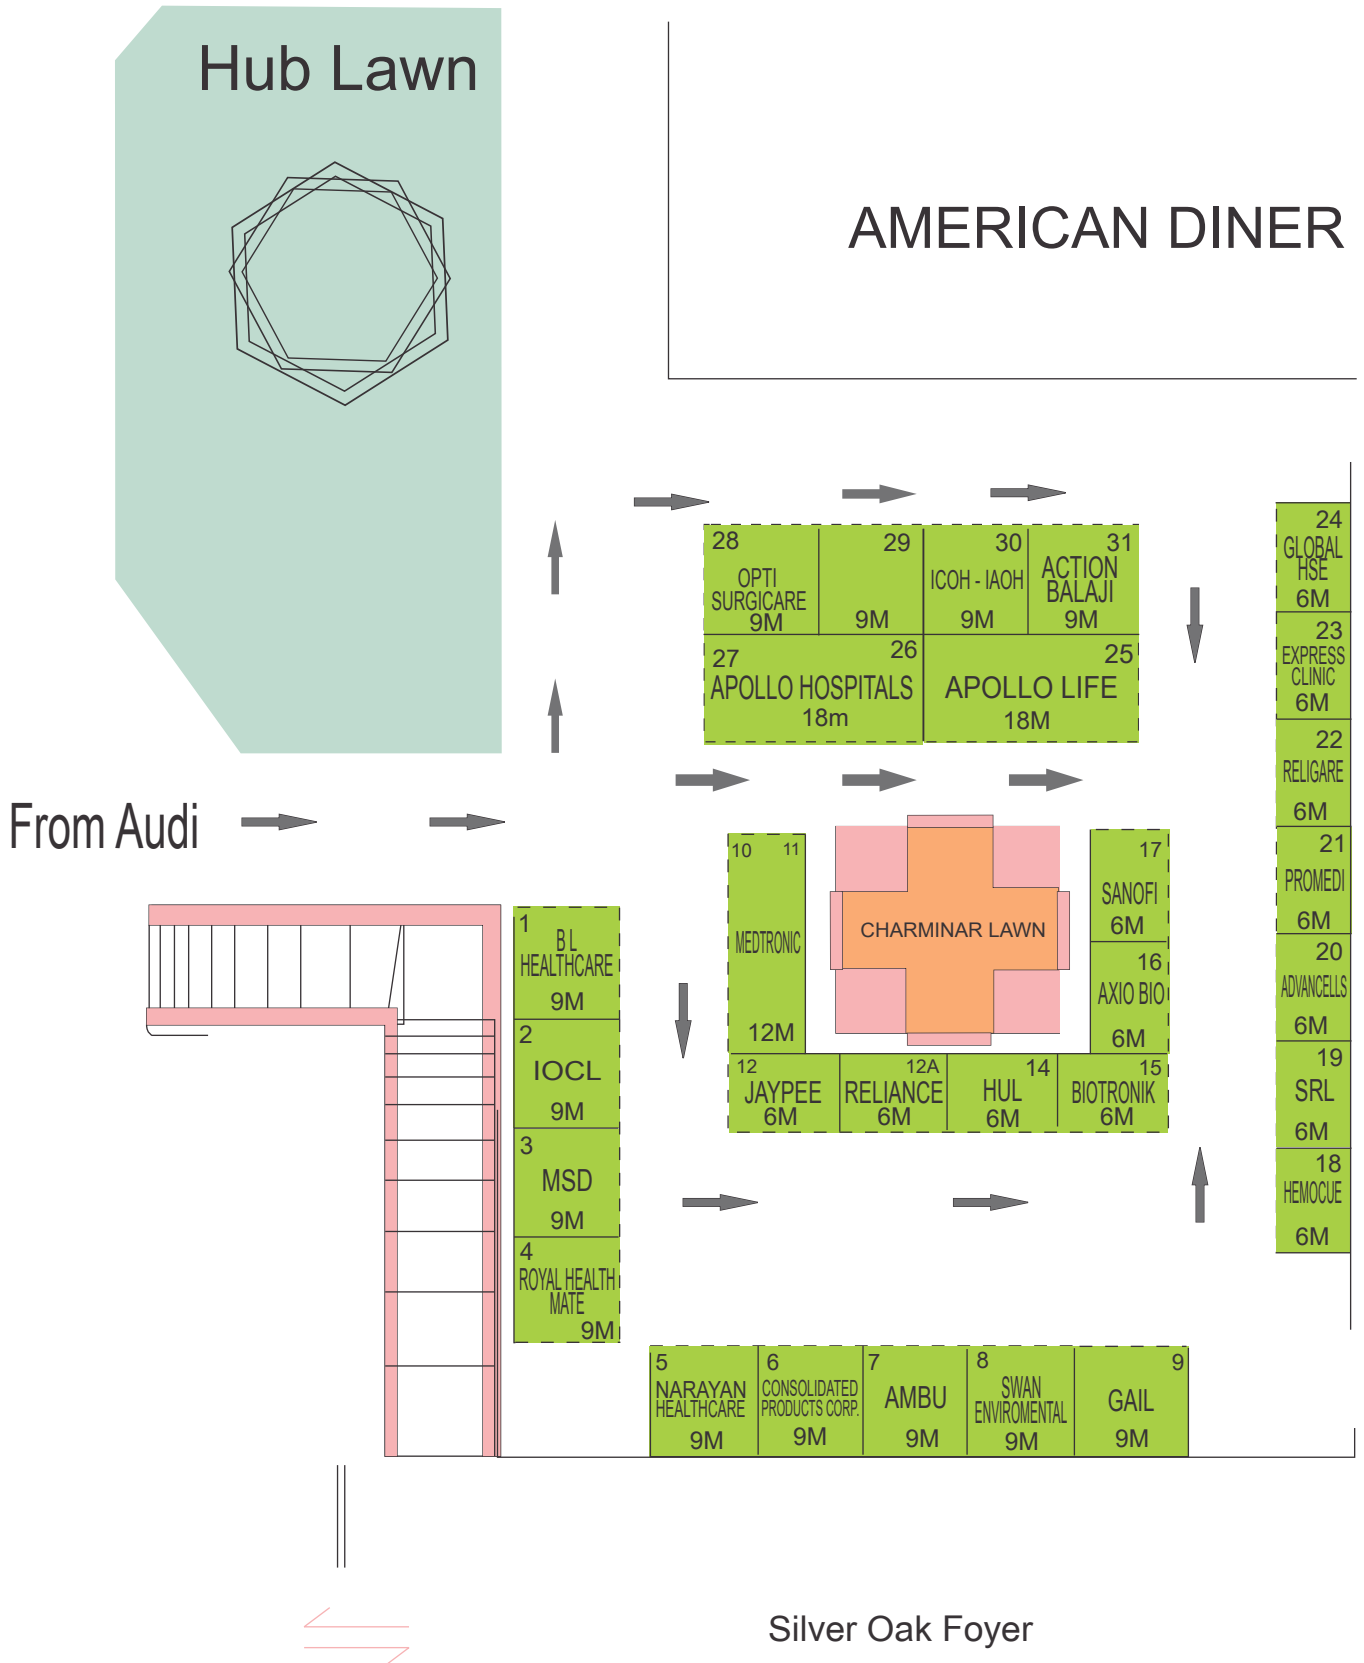 Hub Lawn
AMERICAN DINER
28
OPTI
SURGICARE
9M
29
9M
30
ICOH - IAOH
9M
31
ACTION
BALAJI
9M
27
26
APOLLO HOSPITALS
18m
25
APOLLO LIFE
18M
24
GLOBAL
HSE
6M
23
EXPRESS
CLINIC
6M
22
RELIGARE
6M
21
PROMEDI
6M
20
ADVANCELLS
6M
19
SRL
6M
18
HEMOCUE
6M
From Audi
10
11
MEDTRONIC
12M
CHARMINAR LAWN
17
SANOFI
6M
16
AXIO BIO
6M
12
JAYPEE
6M
12A
RELIANCE
6M
14
HUL
6M
15
BIOTRONIK
6M
1
B L
HEALTHCARE
9M
2
IOCL
9M
3
MSD
9M
4
ROYAL HEALTH
MATE
9M
5
NARAYAN
HEALTHCARE
9M
6
CONSOLIDATED
PRODUCTS CORP.
9M
7
AMBU
9M
8
SWAN
ENVIROMENTAL
9M
9
GAIL
9M
Silver Oak Foyer